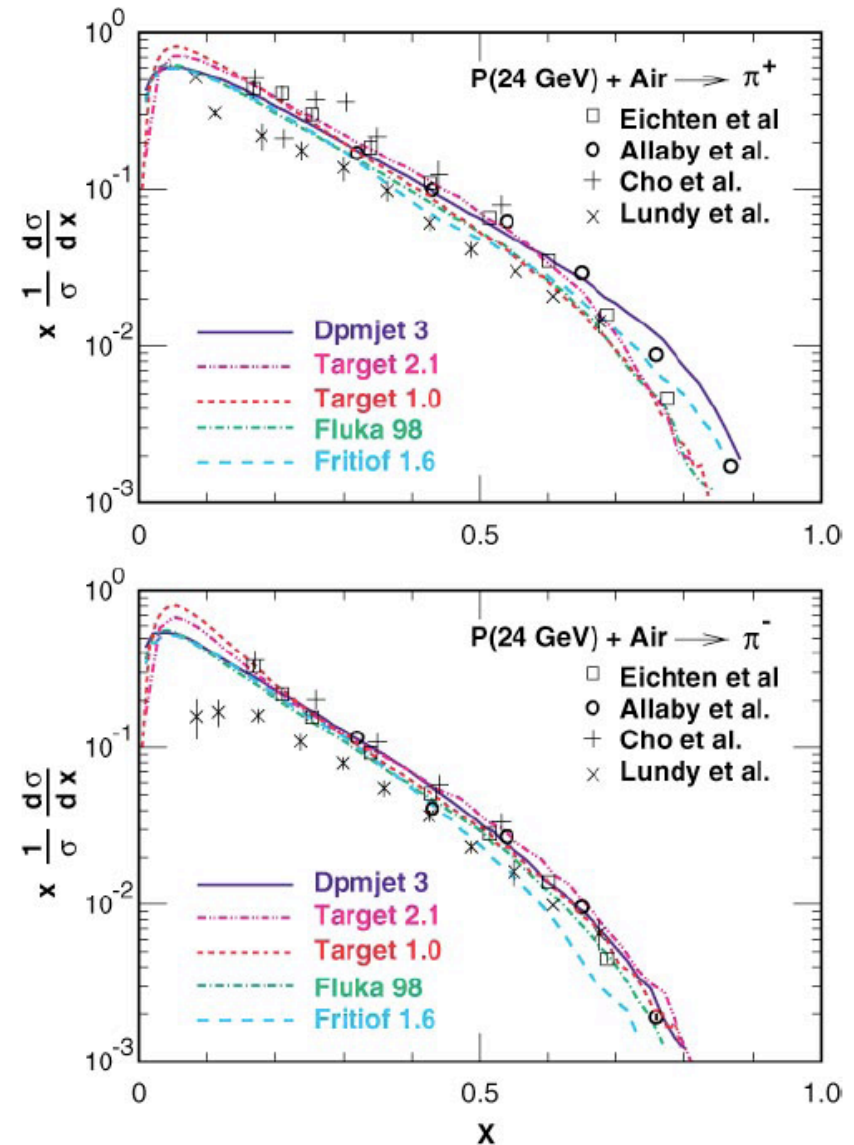 10^0
10^-1
10^-2
10^-3
x 1/σ dσ/dx
P(24 GeV) + Air → π+
□ Eichten et al
o Allaby et al.
+ Cho et al.
× Lundy et al.
Dpmjet 3
Target 2.1
Target 1.0
Fluka 98
Fritiof 1.6
0 0.5 1.0
10^0
10^-1
10^-2
10^-3
x 1/σ dσ/dx
P(24 GeV) + Air → π-
□ Eichten et al
o Allaby et al.
+ Cho et al.
× Lundy et al.
Dpmjet 3
Target 2.1
Target 1.0
Fluka 98
Fritiof 1.6
0 0.5 1.0
X